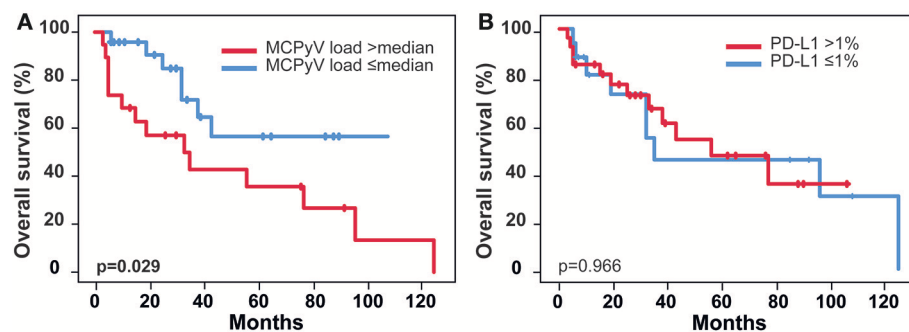 A
Overall survival (%)
100
80
60
40
20
0
MCPyV load >median
MCPyV load ≤median
p=0.029
0 20 40 60 80 100 120
Months
B
Overall survival (%)
100
80
60
40
20
0
PD-L1 >1%
PD-L1 ≤1%
p=0.966
0 20 40 60 80 100 120
Months